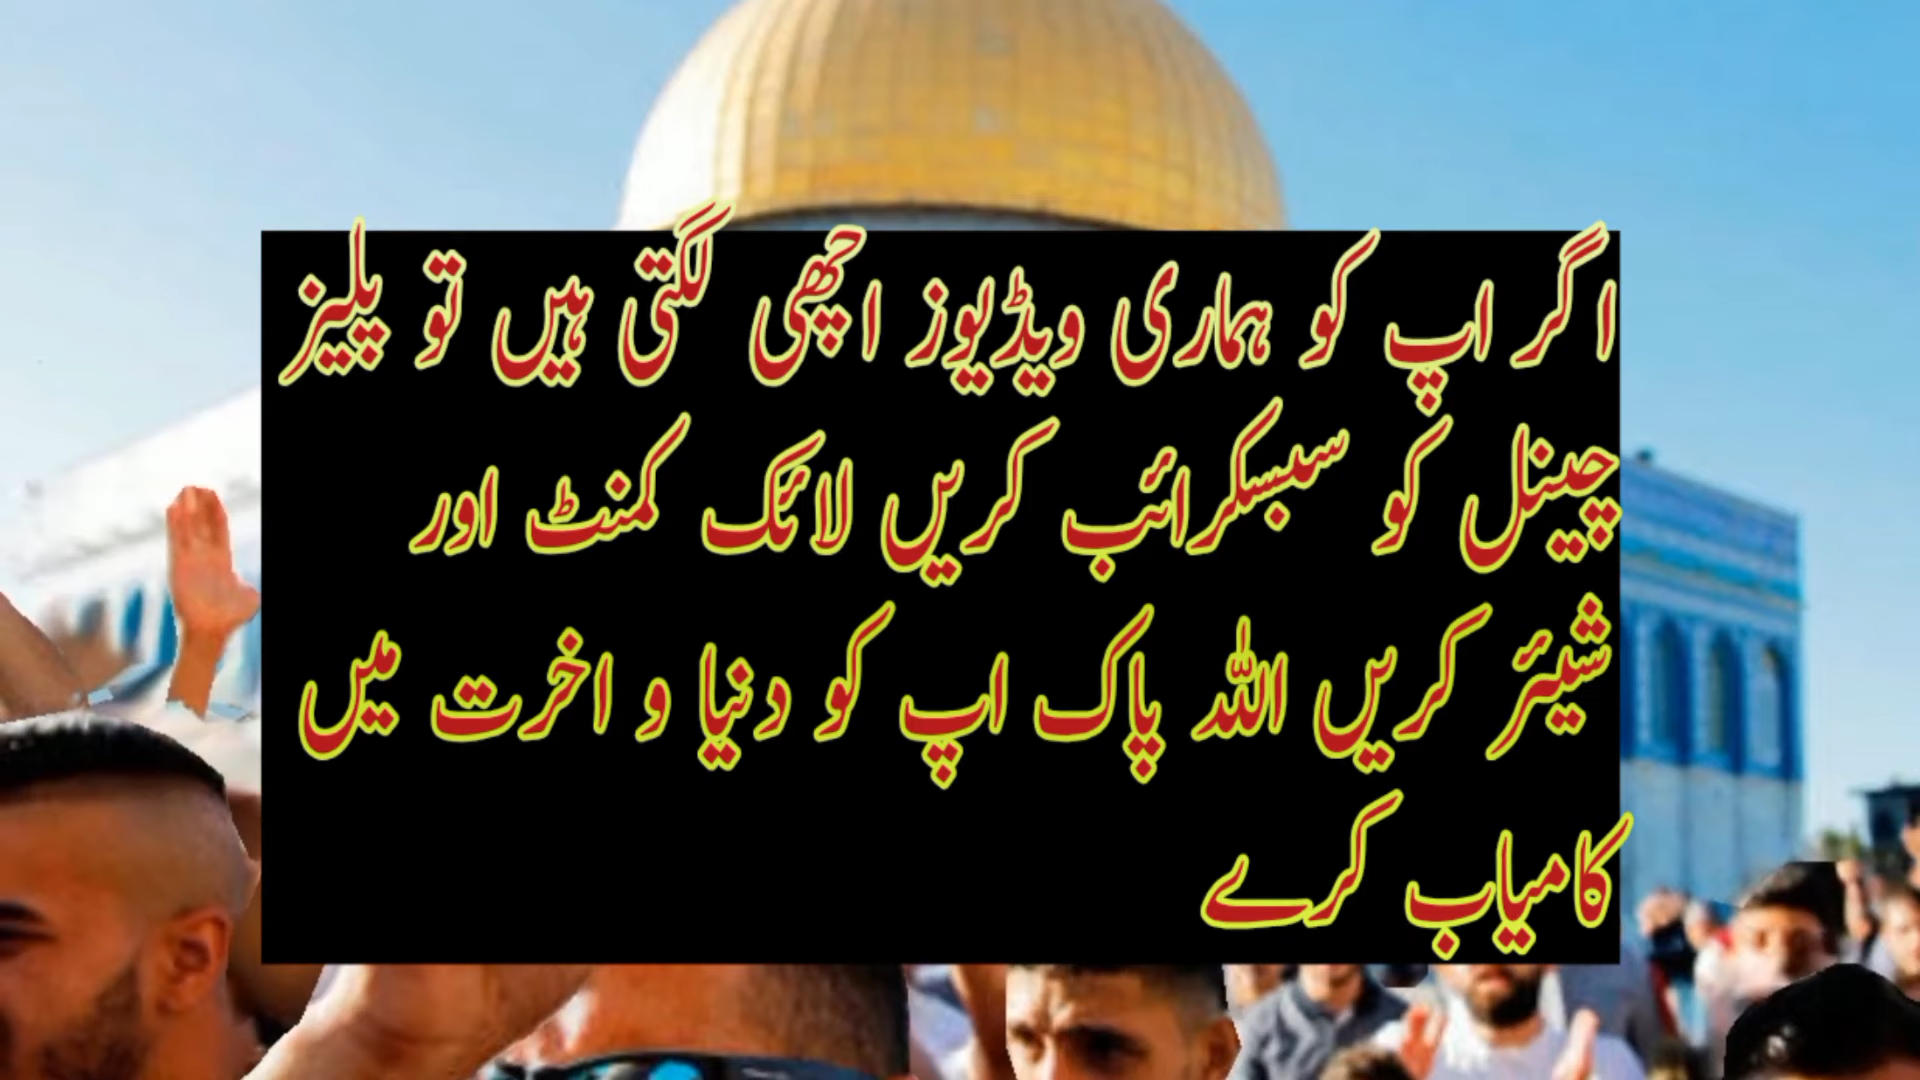 اگر اپ کو ہماری ویڈیوز اچھی لگتی ہیں تو پلیز
چینل کو سبسکرائب کریں لائک کمنٹ اور
شیئر کریں اللہ پاک اپ کو دنیا و اخرت میں
کامیاب کرے